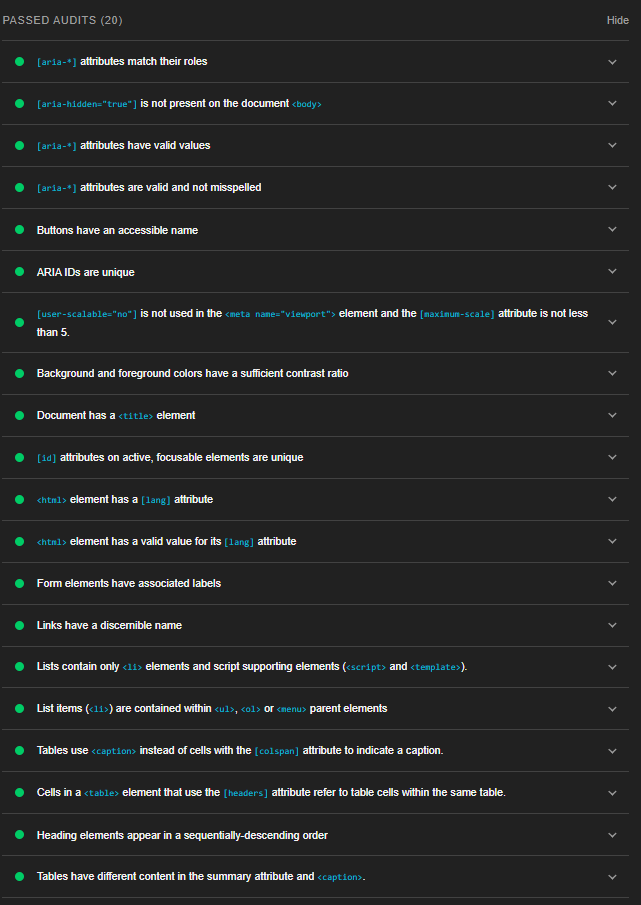 PASSED AUDITS (20)
Hide
[aria-*] attributes match their roles
[aria-hidden="true"] is not present on the document <body>
[aria-*] attributes have valid values
[aria-*] attributes are valid and not misspelled
Buttons have an accessible name
ARIA IDs are unique
[user-scalable="no"] is not used in the <meta name="viewport"> element and the [maximum-scale] attribute is not less
than 5.
Background and foreground colors have a sufficient contrast ratio
Document has a <title> element
[id] attributes on active, focusable elements are unique
<html> element has a [lang] attribute
<html> element has a valid value for its [lang] attribute
Form elements have associated labels
Links have a discernible name
Lists contain only <li> elements and script supporting elements (<script> and <template>).
List items (<li>) are contained within <ul>, <ol> or <menu> parent elements
Tables use <caption> instead of cells with the [colspan] attribute to indicate a caption.
Cells in a <table> element that use the [headers] attribute refer to table cells within the same table.
Heading elements appear in a sequentially-descending order
Tables have different content in the summary attribute and <caption>.